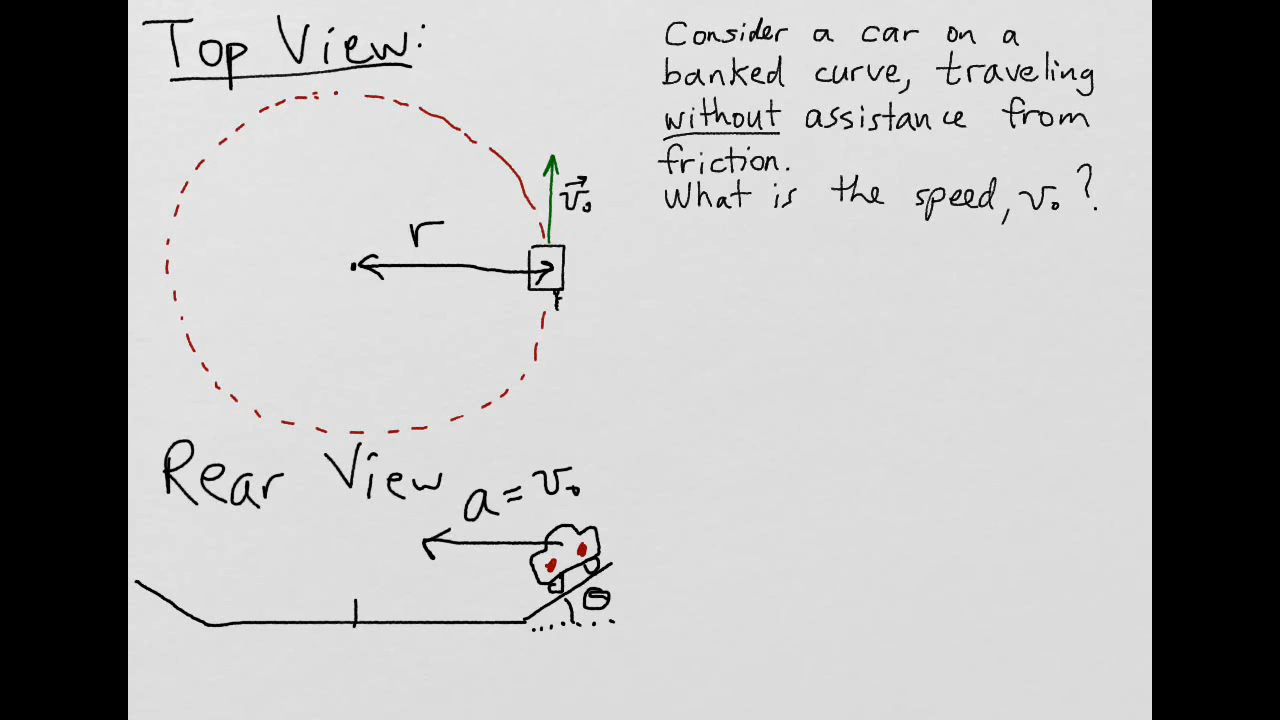 Top View:
Consider a car on a
banked curve, traveling
without assistance from
friction.
What is the speed, v₀?
v⃗₀
r
Rear View
a = v₀
θ